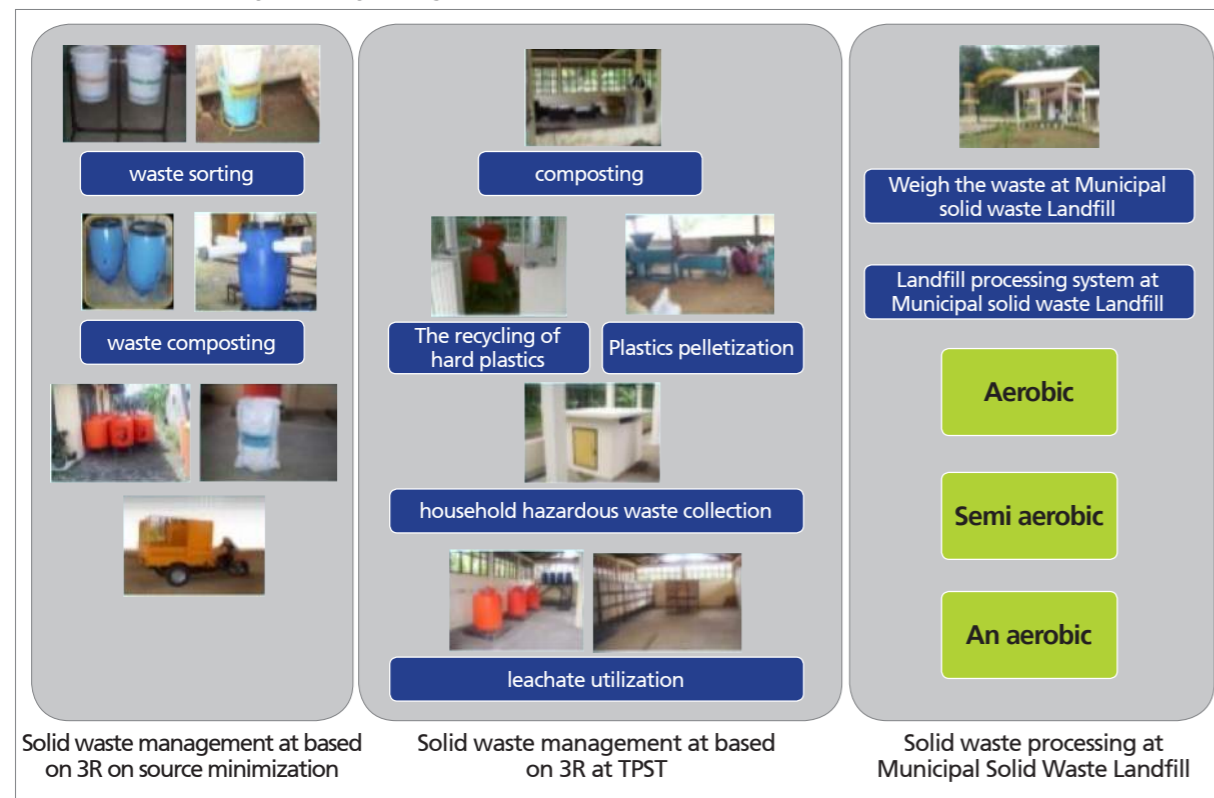 waste sorting
waste composting
composting
The recycling of
hard plastics
Plastics pelletization
household hazardous waste collection
leachate utilization
Weigh the waste at Municipal
solid waste Landfill
Landfill processing system at
Municipal solid waste Landfill
Aerobic
Semi aerobic
An aerobic
Solid waste management at based
on 3R on source minimization
Solid waste management at based
on 3R at TPST
Solid waste processing at
Municipal Solid Waste Landfill